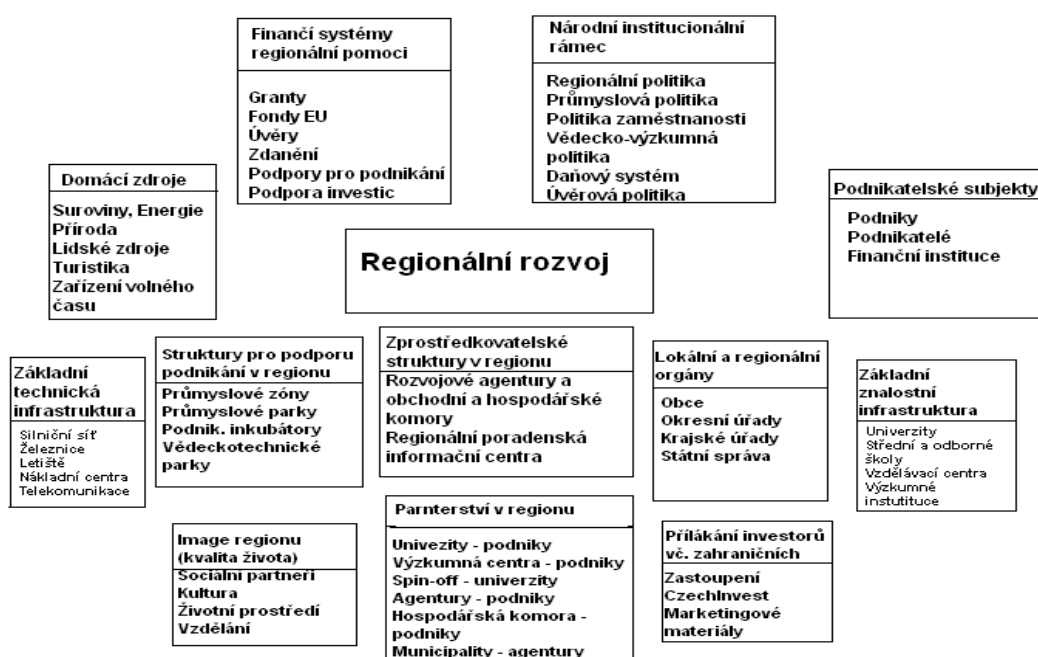 Finančí systémy
regionální pomoci
Granty
Fondy EU
Úvěry
Zdanění
Podpory pro podnikání
Podpora investic
Národní institucionální
rámec
Regionální politika
Průmyslová politika
Politika zaměstnanosti
Vědecko-výzkumná
politika
Daňový systém
Úvěrová politika
Domácí zdroje
Suroviny, Energie
Příroda
Lidské zdroje
Turistika
Zařízení volného
času
Regionální rozvoj
Podnikatelské subjekty
Podniky
Podnikatelé
Finanční instituce
Základní
technická
infrastruktura
Silniční síť
Železnice
Letiště
Nákladní centra
Telekomunikace
Struktury pro podporu
podnikání v regionu
Průmyslové zóny
Průmyslové parky
Podnik. inkubátory
Vědeckotechnické
parky
Zprostředkovatelské
struktury v regionu
Rozvojové agentury a
obchodní a hospodářské
komory
Regionální poradenská
informační centra
Lokální a regionální
orgány
Obce
Okresní úřady
Krajské úřady
Státní správa
Základní
znalostní
infrastruktura
Univerzity
Střední a odborné
školy
Vzdělávací centra
Výzkumné
instutituce
Image regionu
(kvalita života)
Sociální partneři
Kultura
Životní prostředí
Vzdělání
Parnterství v regionu
Univezity - podniky
Výzkumná centra - podniky
Spin-off - univerzity
Agentury - podniky
Hospodářská komora -
podniky
Municipality - agentury
Přílákání investorů
vč. zahraničních
Zastoupení
CzechInvest
Marketingové
materiály